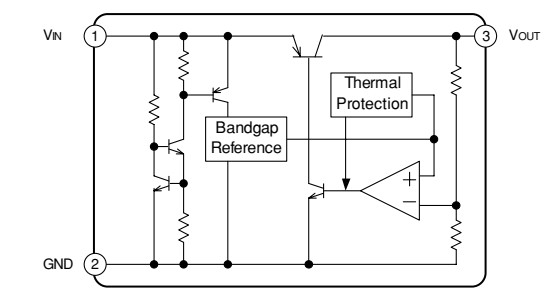 VIN 1 3 VOUT
Thermal
Protection
Bandgap
Reference
+
−
GND 2